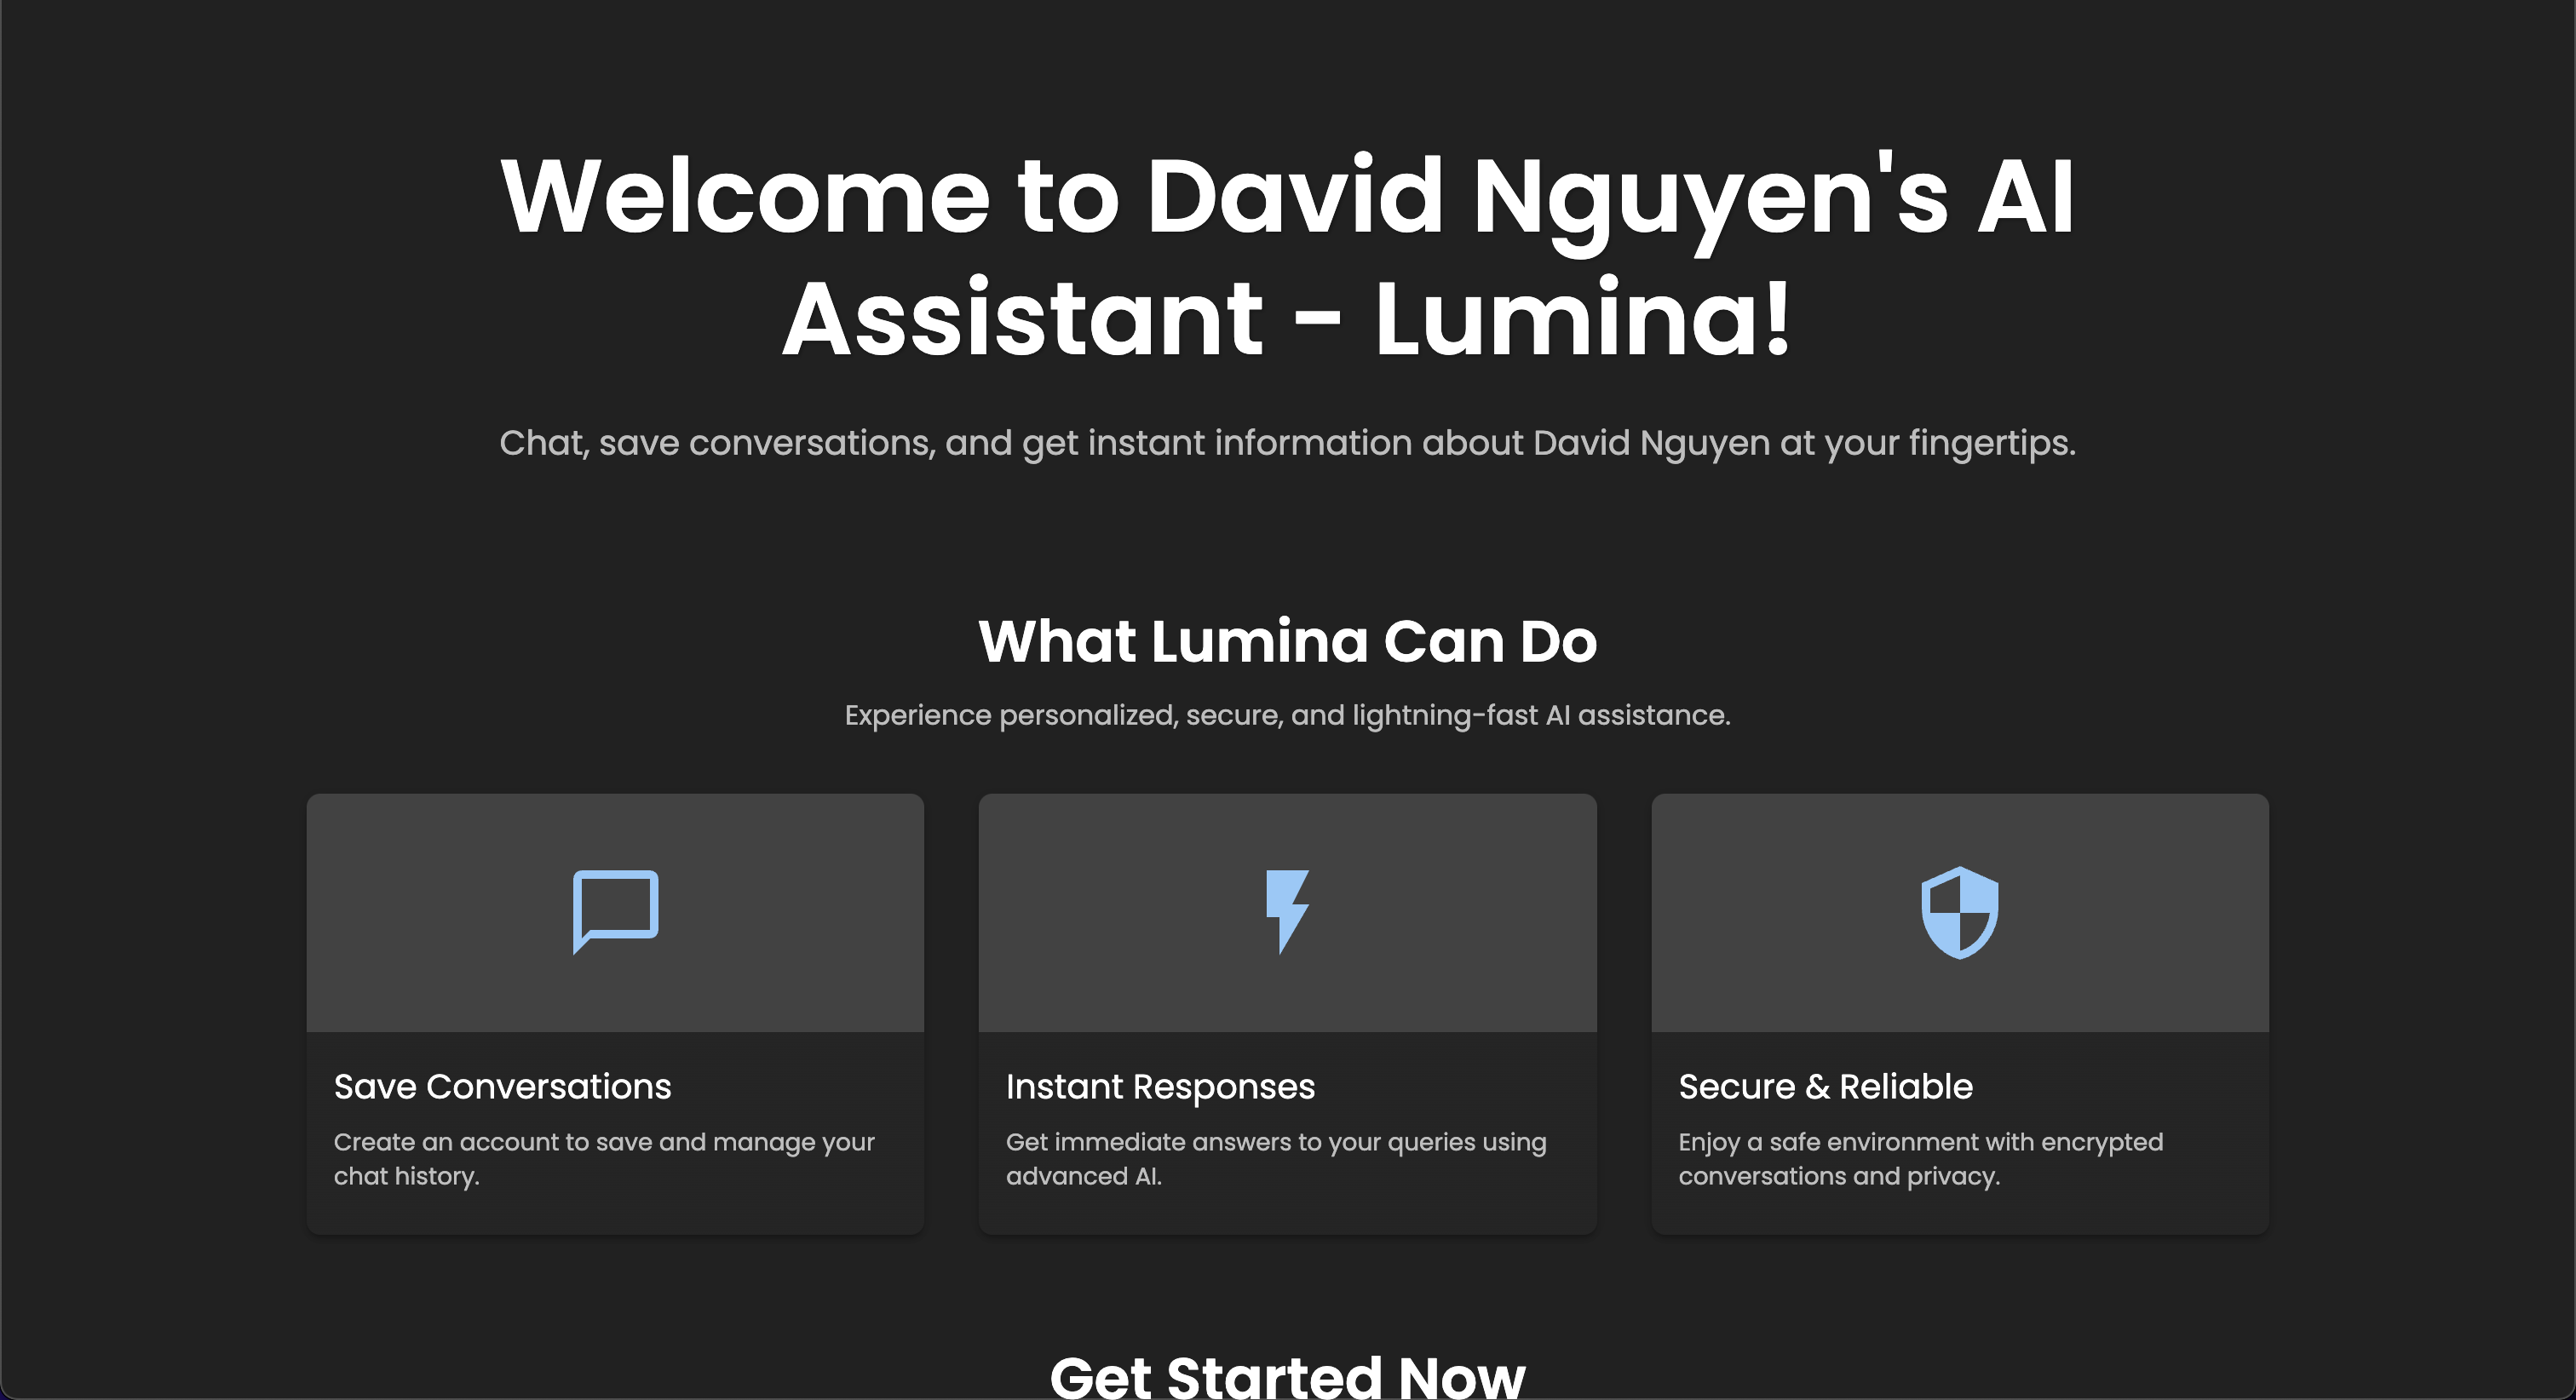 Welcome to David Nguyen's AI
Assistant - Lumina!
Chat, save conversations, and get instant information about David Nguyen at your fingertips.
What Lumina Can Do
Experience personalized, secure, and lightning-fast AI assistance.
Save Conversations
Create an account to save and manage your
chat history.
Instant Responses
Get immediate answers to your queries using
advanced AI.
Secure & Reliable
Enjoy a safe environment with encrypted
conversations and privacy.
Get Started Now